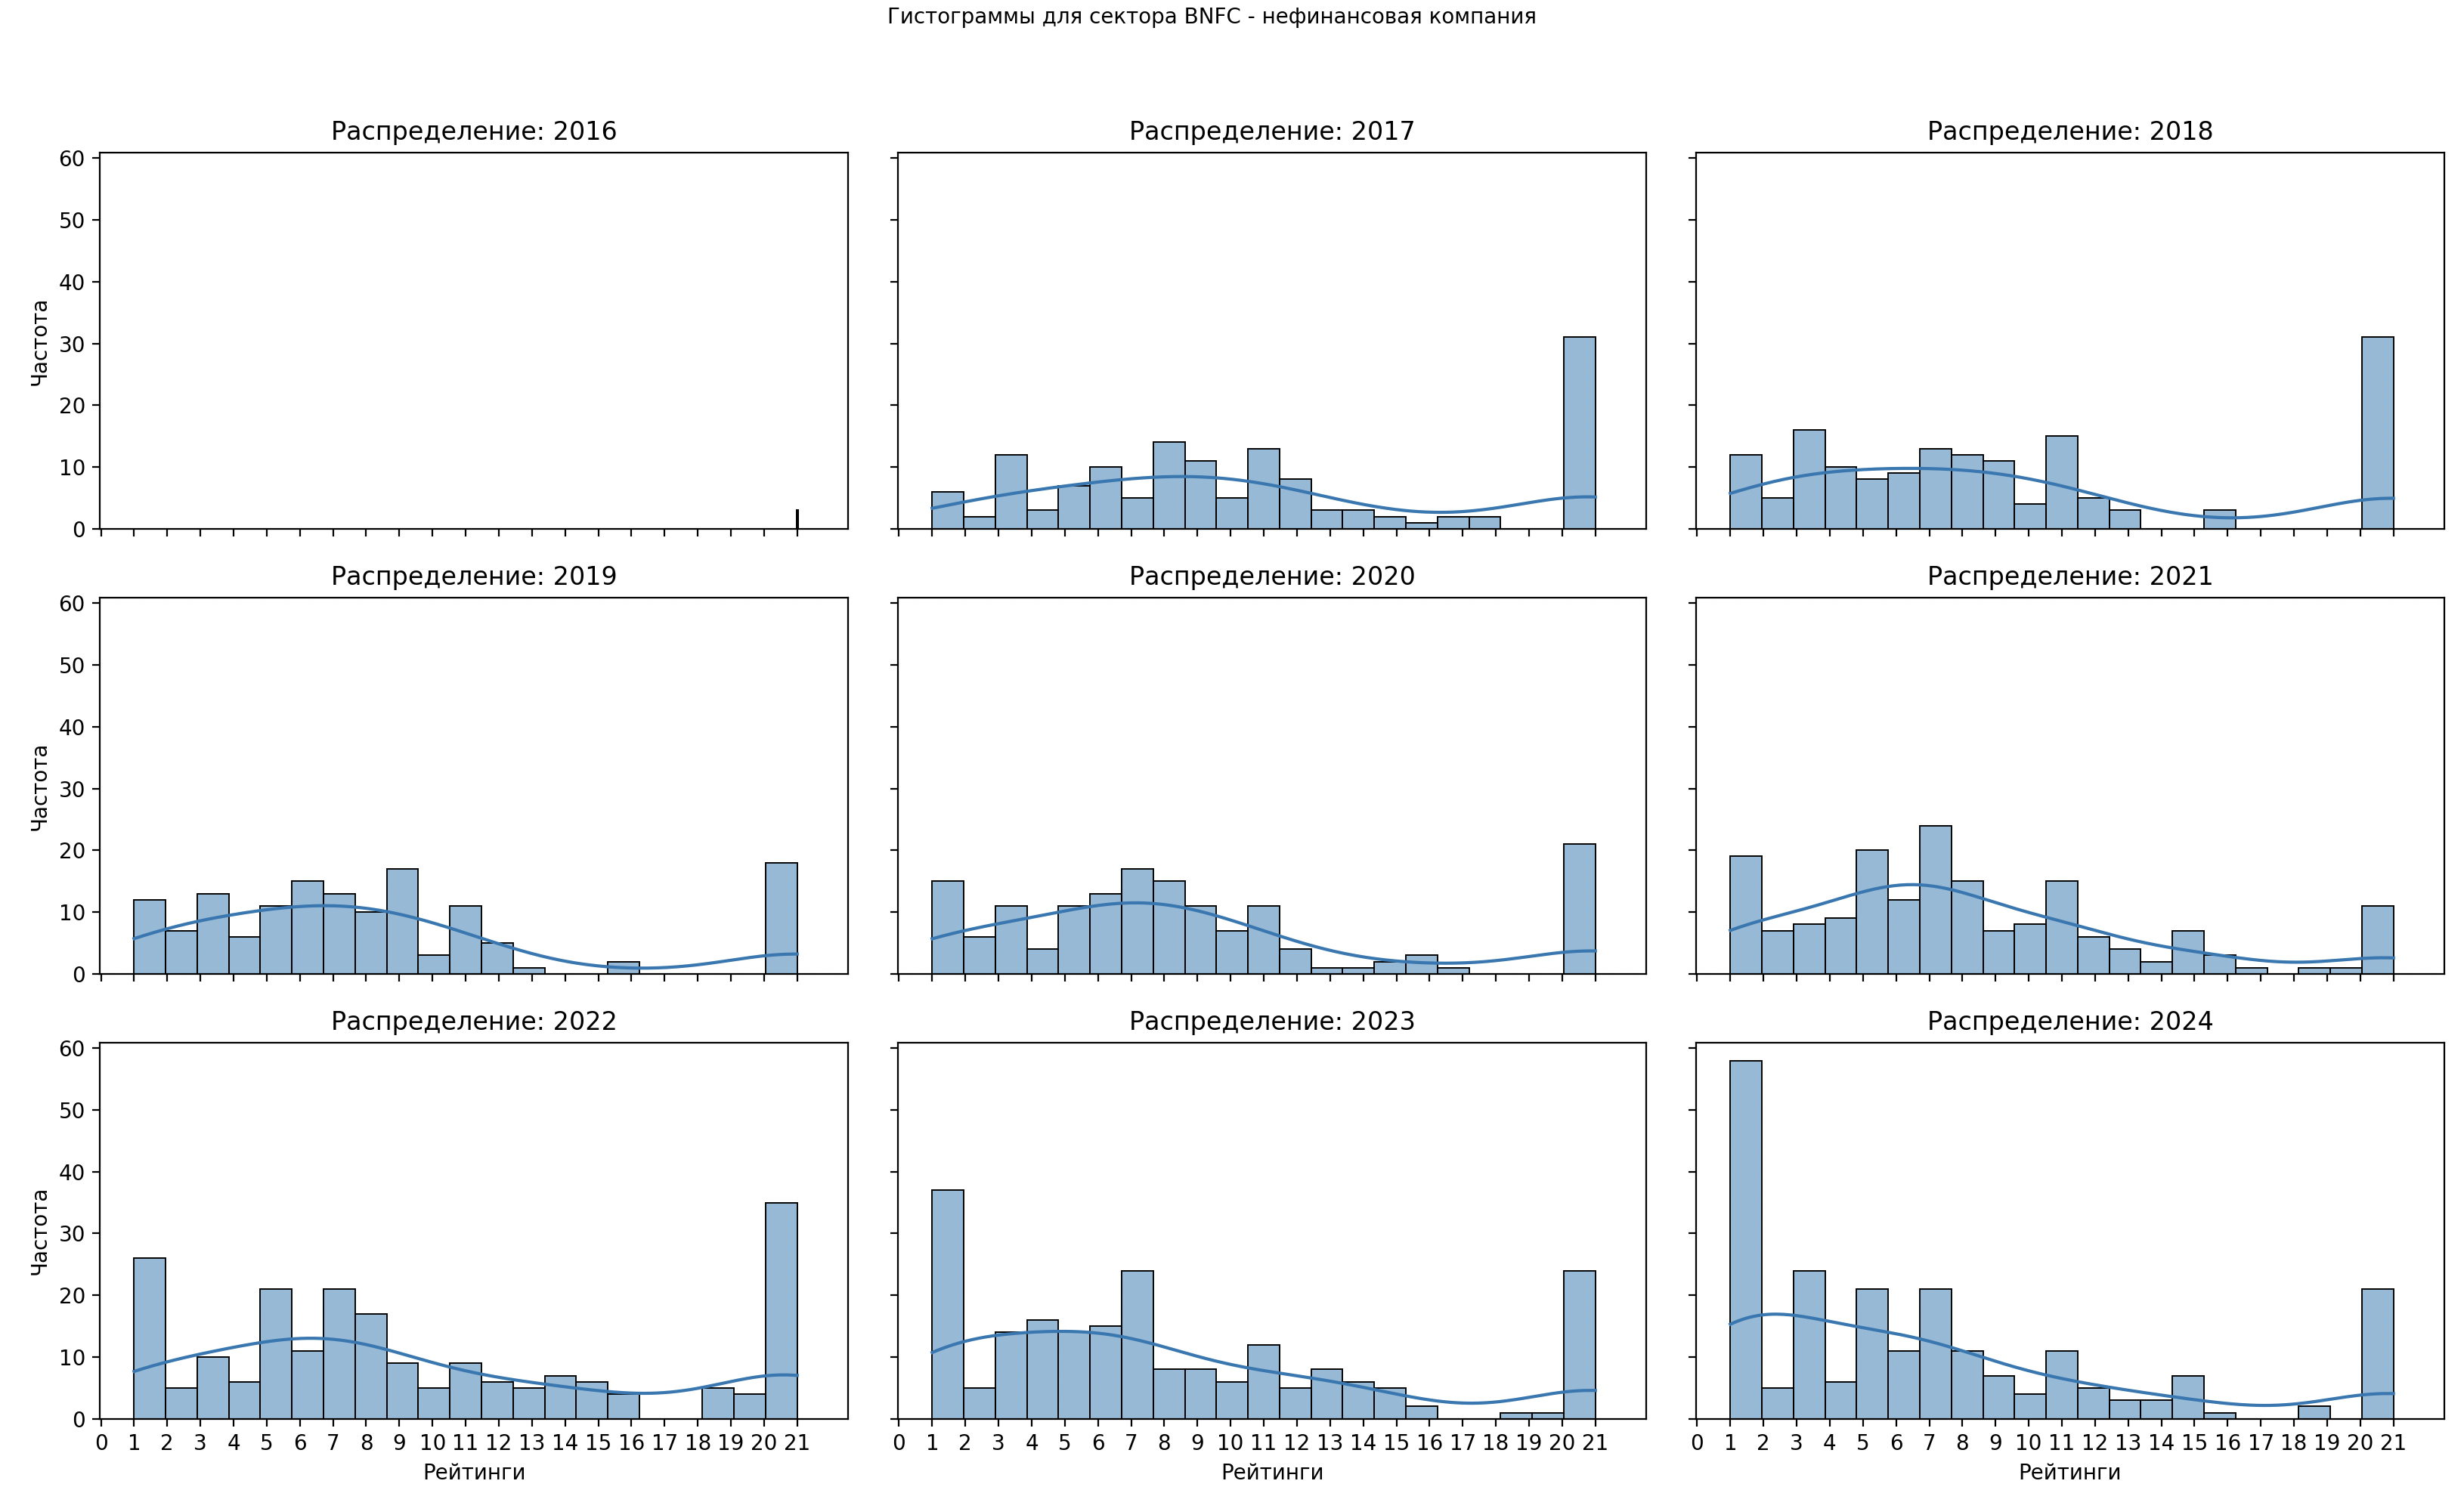 Гистограммы для сектора BNFC - нефинансовая компания
Распределение: 2016
Распределение: 2017
Распределение: 2018
60
50
40
30
20
10
0
Частота
Распределение: 2019
Распределение: 2020
Распределение: 2021
60
50
40
30
20
10
0
Частота
Распределение: 2022
Распределение: 2023
Распределение: 2024
60
50
40
30
20
10
0
Частота
0 1 2 3 4 5 6 7 8 9 10 11 12 13 14 15 16 17 18 19 20 21
0 1 2 3 4 5 6 7 8 9 10 11 12 13 14 15 16 17 18 19 20 21
0 1 2 3 4 5 6 7 8 9 10 11 12 13 14 15 16 17 18 19 20 21
Рейтинги
Рейтинги
Рейтинги